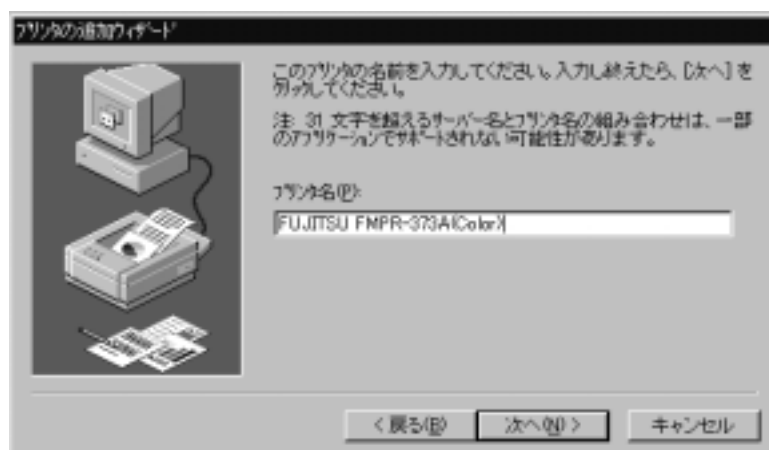 プリンタの追加ウィザード
このプリンタの名前を入力してください。入力し終えたら、[次へ] を
クリックしてください。
注: 31 文字を超えるサーバー名とプリンタ名の組み合わせは、一部
のアプリケーションでサポートされない可能性があります。
プリンタ名(P):
FUJITSU FMPR-373A(Color)
< 戻る(B)
次へ(N) >
キャンセル